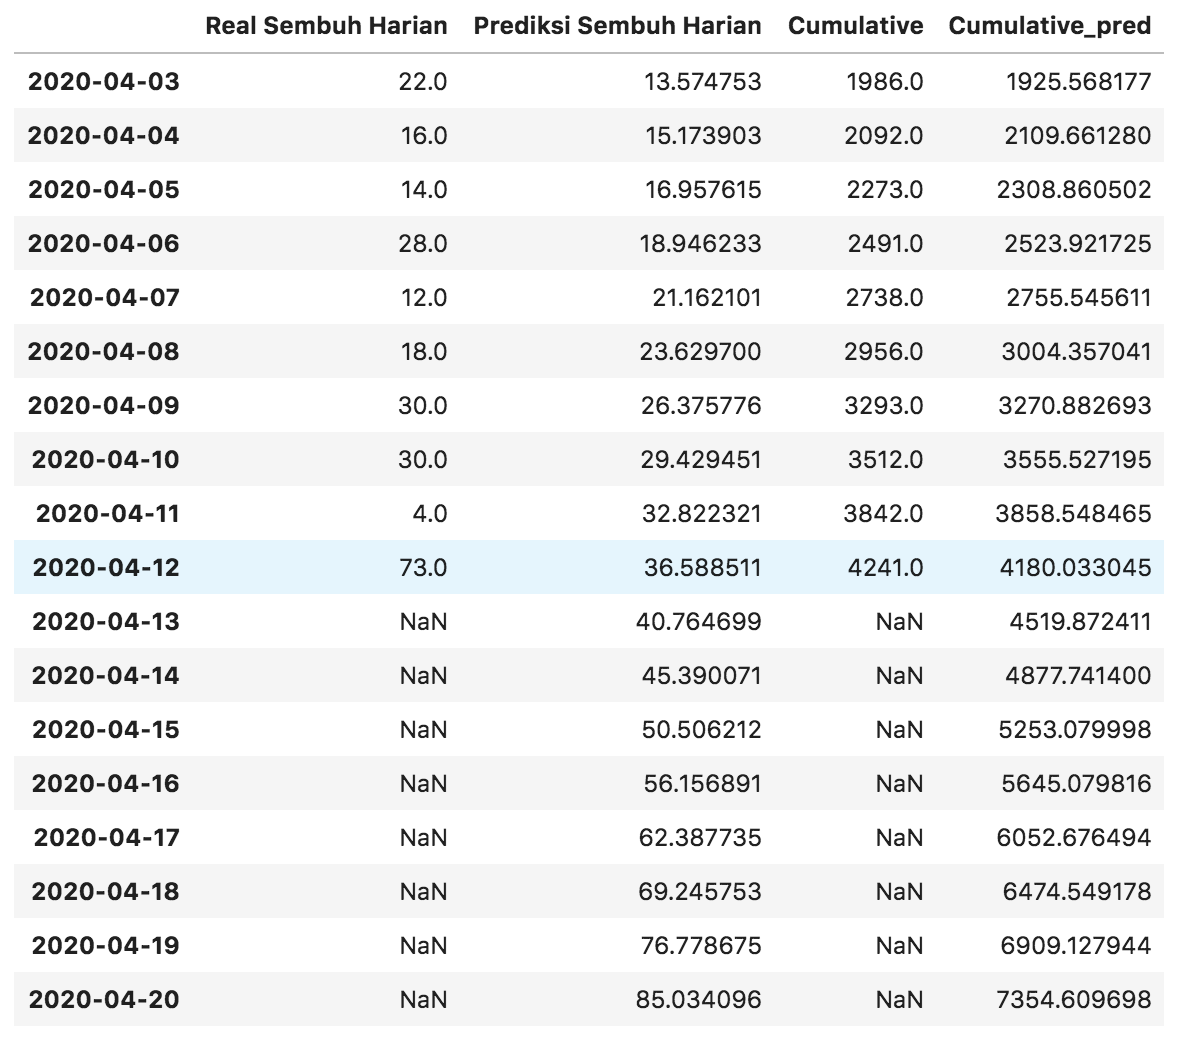 Real Sembuh Harian Prediksi Sembuh Harian Cumulative Cumulative_pred
2020-04-03 22.0 13.574753 1986.0 1925.568177
2020-04-04 16.0 15.173903 2092.0 2109.661280
2020-04-05 14.0 16.957615 2273.0 2308.860502
2020-04-06 28.0 18.946233 2491.0 2523.921725
2020-04-07 12.0 21.162101 2738.0 2755.545611
2020-04-08 18.0 23.629700 2956.0 3004.357041
2020-04-09 30.0 26.375776 3293.0 3270.882693
2020-04-10 30.0 29.429451 3512.0 3555.527195
2020-04-11 4.0 32.822321 3842.0 3858.548465
2020-04-12 73.0 36.588511 4241.0 4180.033045
2020-04-13 NaN 40.764699 NaN 4519.872411
2020-04-14 NaN 45.390071 NaN 4877.741400
2020-04-15 NaN 50.506212 NaN 5253.079998
2020-04-16 NaN 56.156891 NaN 5645.079816
2020-04-17 NaN 62.387735 NaN 6052.676494
2020-04-18 NaN 69.245753 NaN 6474.549178
2020-04-19 NaN 76.778675 NaN 6909.127944
2020-04-20 NaN 85.034096 NaN 7354.609698